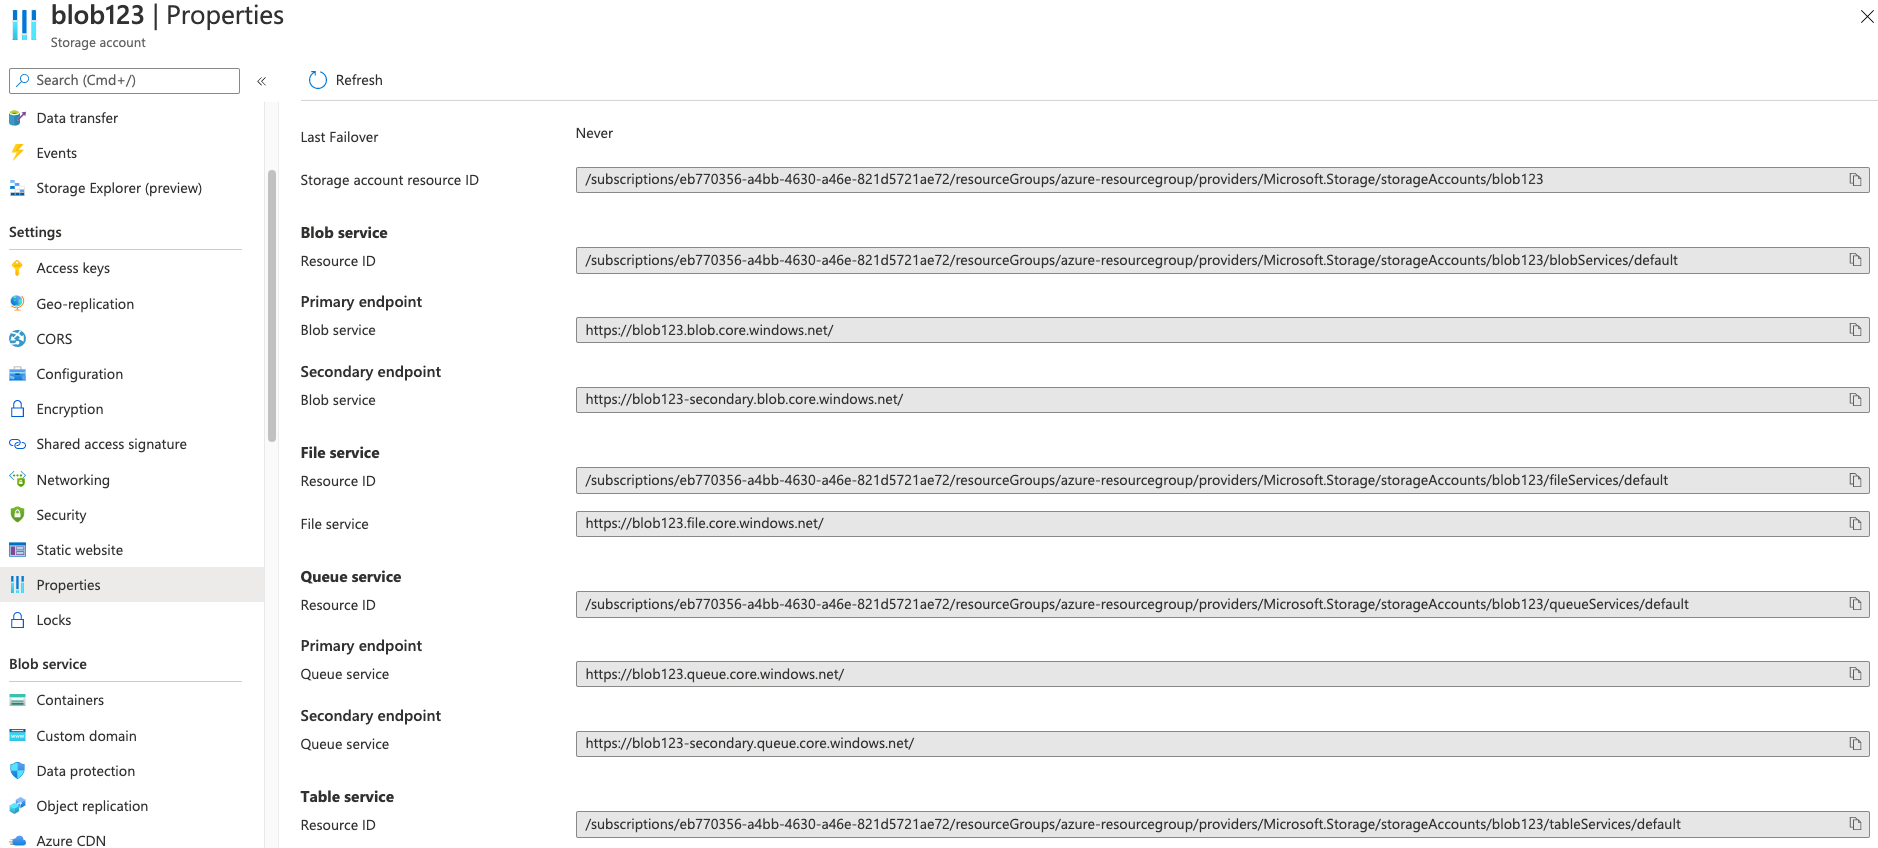 blob123 | Properties
Storage account
Search (Cmd+/)
«
Refresh
Data transfer
Events
Storage Explorer (preview)
Settings
Access keys
Geo-replication
CORS
Configuration
Encryption
Shared access signature
Networking
Security
Static website
Properties
Locks
Blob service
Containers
Custom domain
Data protection
Object replication
Azure CDN
Last Failover Never
Storage account resource ID /subscriptions/eb770356-a4bb-4630-a46e-821d5721ae72/resourceGroups/azure-resourcegroup/providers/Microsoft.Storage/storageAccounts/blob123
Blob service
Resource ID /subscriptions/eb770356-a4bb-4630-a46e-821d5721ae72/resourceGroups/azure-resourcegroup/providers/Microsoft.Storage/storageAccounts/blob123/blobServices/default
Primary endpoint
Blob service https://blob123.blob.core.windows.net/
Secondary endpoint
Blob service https://blob123-secondary.blob.core.windows.net/
File service
Resource ID /subscriptions/eb770356-a4bb-4630-a46e-821d5721ae72/resourceGroups/azure-resourcegroup/providers/Microsoft.Storage/storageAccounts/blob123/fileServices/default
File service https://blob123.file.core.windows.net/
Queue service
Resource ID /subscriptions/eb770356-a4bb-4630-a46e-821d5721ae72/resourceGroups/azure-resourcegroup/providers/Microsoft.Storage/storageAccounts/blob123/queueServices/default
Primary endpoint
Queue service https://blob123.queue.core.windows.net/
Secondary endpoint
Queue service https://blob123-secondary.queue.core.windows.net/
Table service
Resource ID /subscriptions/eb770356-a4bb-4630-a46e-821d5721ae72/resourceGroups/azure-resourcegroup/providers/Microsoft.Storage/storageAccounts/blob123/tableServices/default